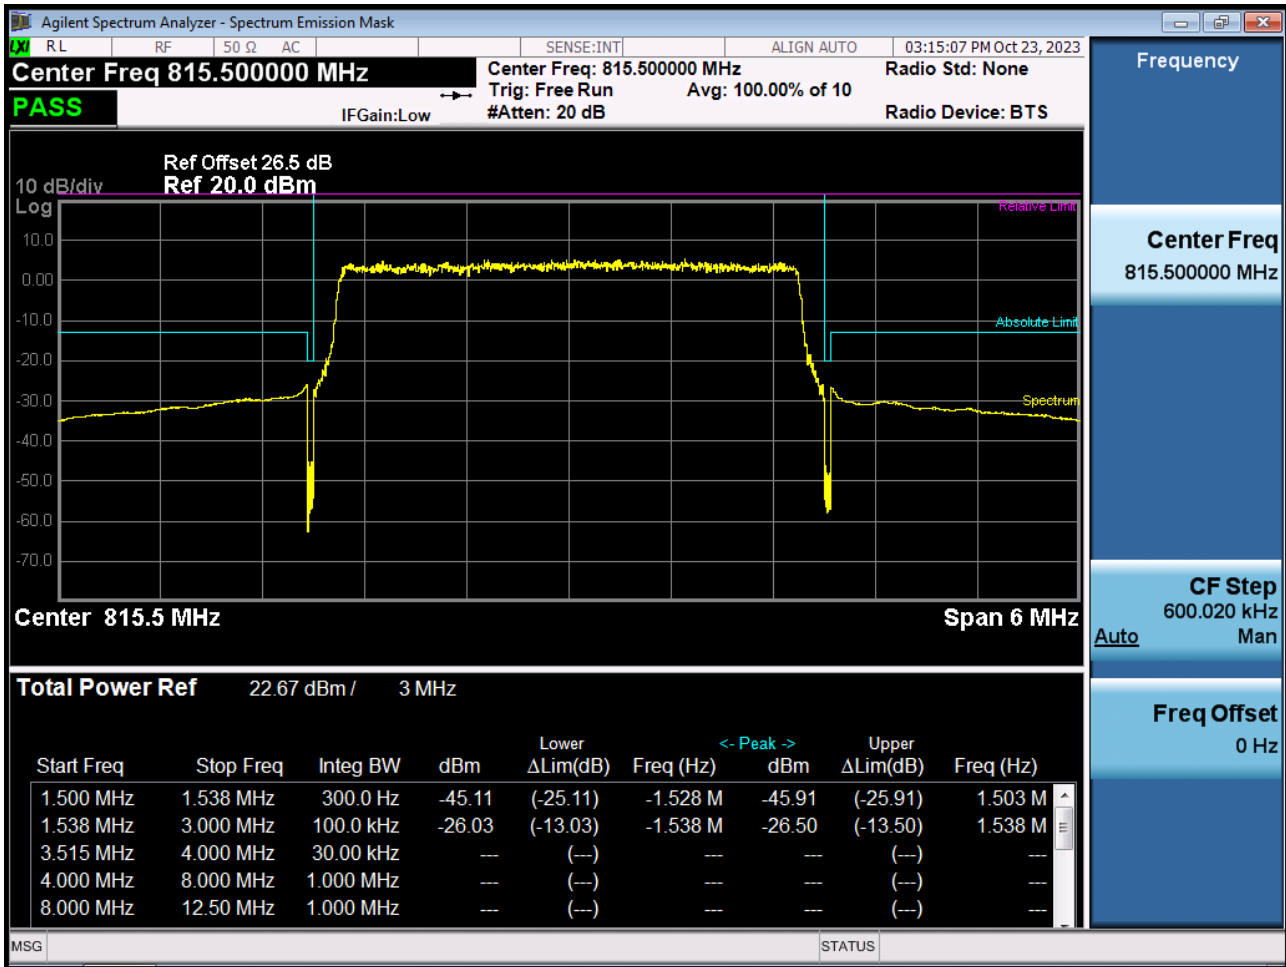 Agilent Spectrum Analyzer - Spectrum Emission Mask
LXI RL RF 50 Ω AC SENSE:INT ALIGN AUTO 03:15:07 PM Oct 23, 2023
Center Freq 815.500000 MHz
Center Freq: 815.500000 MHz Radio Std: None
Trig: Free Run Avg: 100.00% of 10
PASS IFGain:Low #Atten: 20 dB Radio Device: BTS
Ref Offset 26.5 dB
10 dB/div Ref 20.0 dBm
Log
Relative Limit
10.0
0.00
-10.0
Absolute Limit
-20.0
-30.0
Spectrum
-40.0
-50.0
-60.0
-70.0
Center 815.5 MHz Span 6 MHz
Total Power Ref 22.67 dBm / 3 MHz
Lower <- Peak -> Upper
Start Freq Stop Freq Integ BW dBm ΔLim(dB) Freq (Hz) dBm ΔLim(dB) Freq (Hz)
1.500 MHz 1.538 MHz 300.0 Hz -45.11 (-25.11) -1.528 M -45.91 (-25.91) 1.503 M
1.538 MHz 3.000 MHz 100.0 kHz -26.03 (-13.03) -1.538 M -26.50 (-13.50) 1.538 M
3.515 MHz 4.000 MHz 30.00 kHz --- (---) --- --- (---) ---
4.000 MHz 8.000 MHz 1.000 MHz --- (---) --- --- (---) ---
8.000 MHz 12.50 MHz 1.000 MHz --- (---) --- --- (---) ---
MSG STATUS
Frequency
Center Freq
815.500000 MHz
CF Step
600.020 kHz
Auto Man
Freq Offset
0 Hz